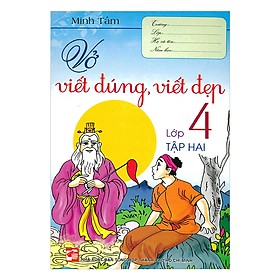 Minh Tâm
Trường:
Lớp:
Họ và tên:
Năm học:
Vở
viết đúng, viết đẹp
Lớp 4
TẬP HAI